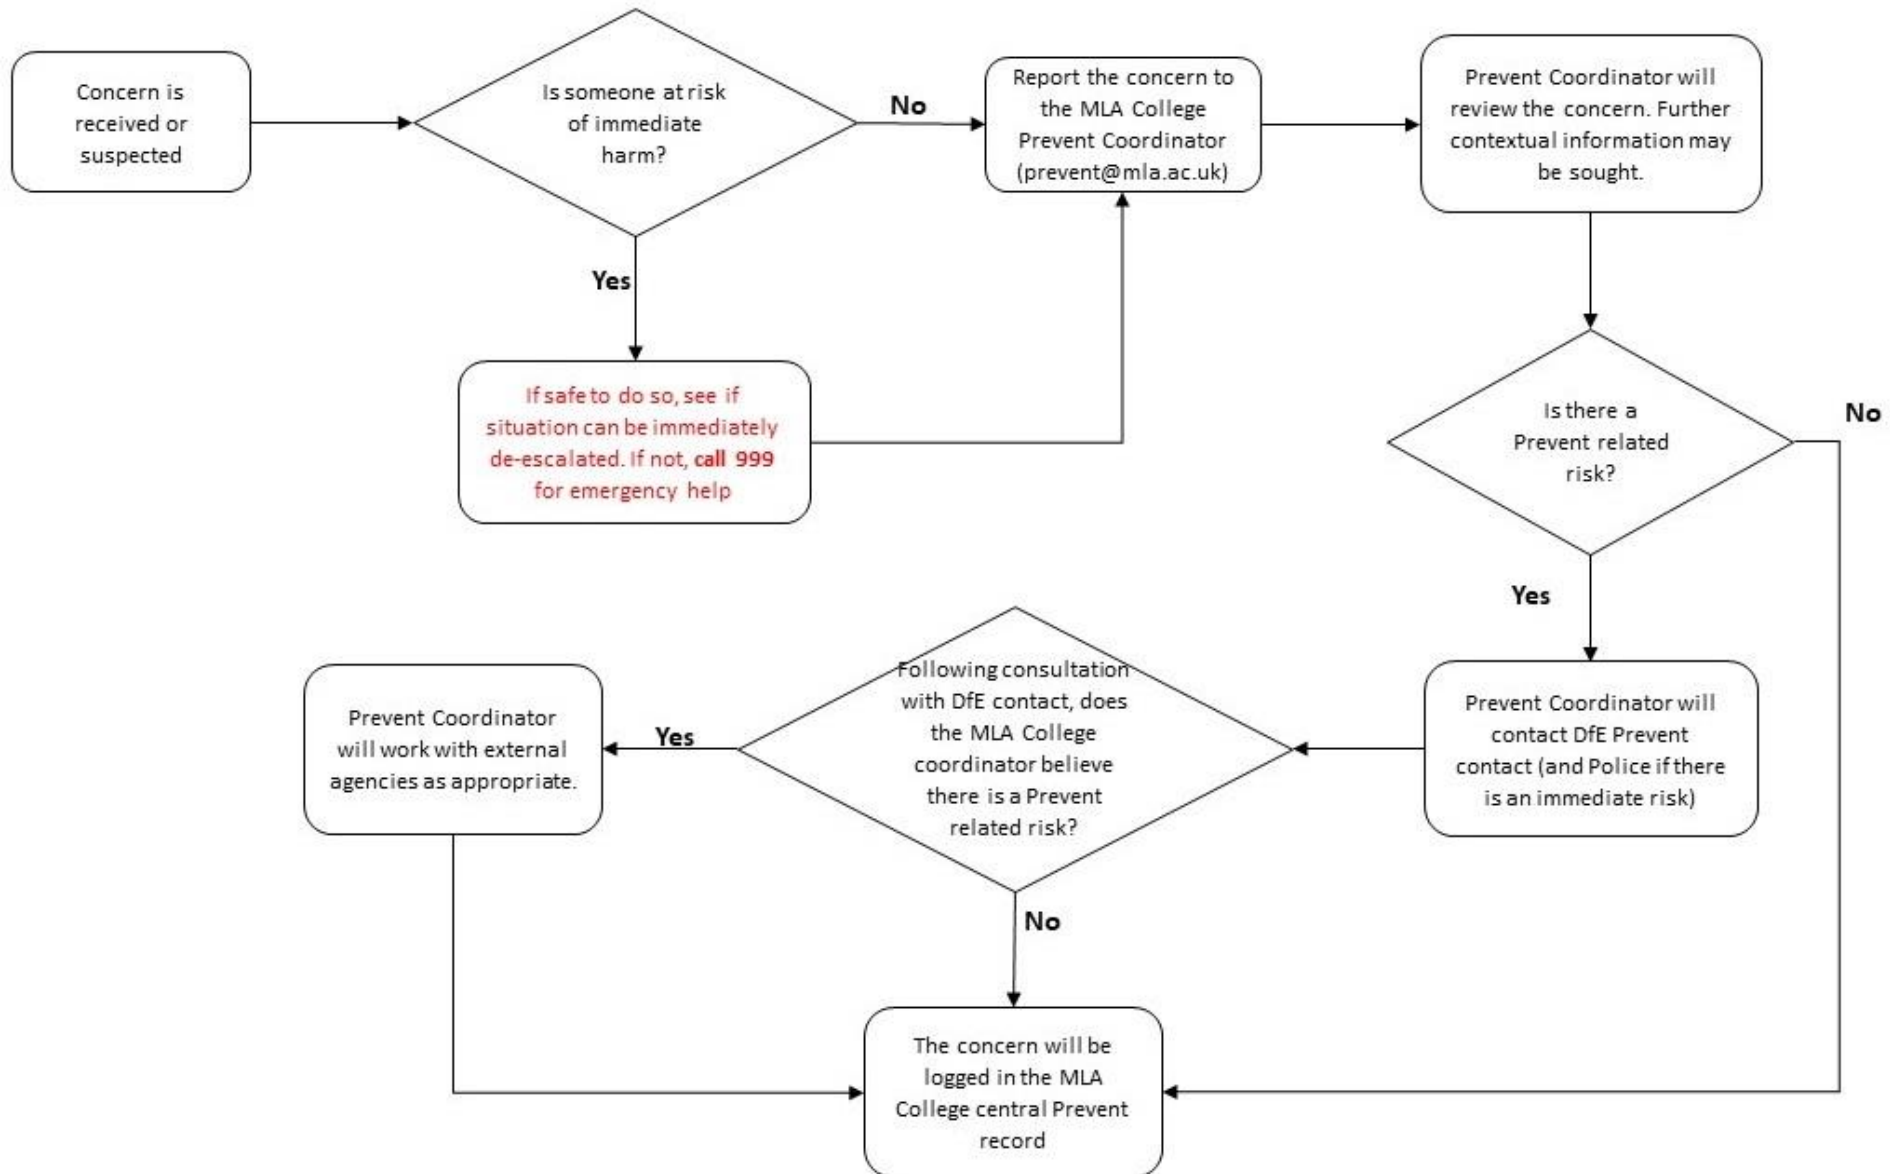 Concern is
received or
suspected
Is someone at risk
of immediate
harm?
No
Yes
Report the concern to
the MLA College
Prevent Coordinator
(prevent@mla.ac.uk)
Prevent Coordinator will
review the concern. Further
contextual information may
be sought.
If safe to do so, see if
situation can be immediately
de-escalated. If not, call 999
for emergency help
Is there a
Prevent related
risk?
No
Yes
Prevent Coordinator will
contact DfE Prevent
contact (and Police if there
is an immediate risk)
Following consultation
with DfE contact, does
the MLA College
coordinator believe
there is a Prevent
related risk?
Yes
Prevent Coordinator
will work with external
agencies as appropriate.
No
The concern will be
logged in the MLA
College central Prevent
record